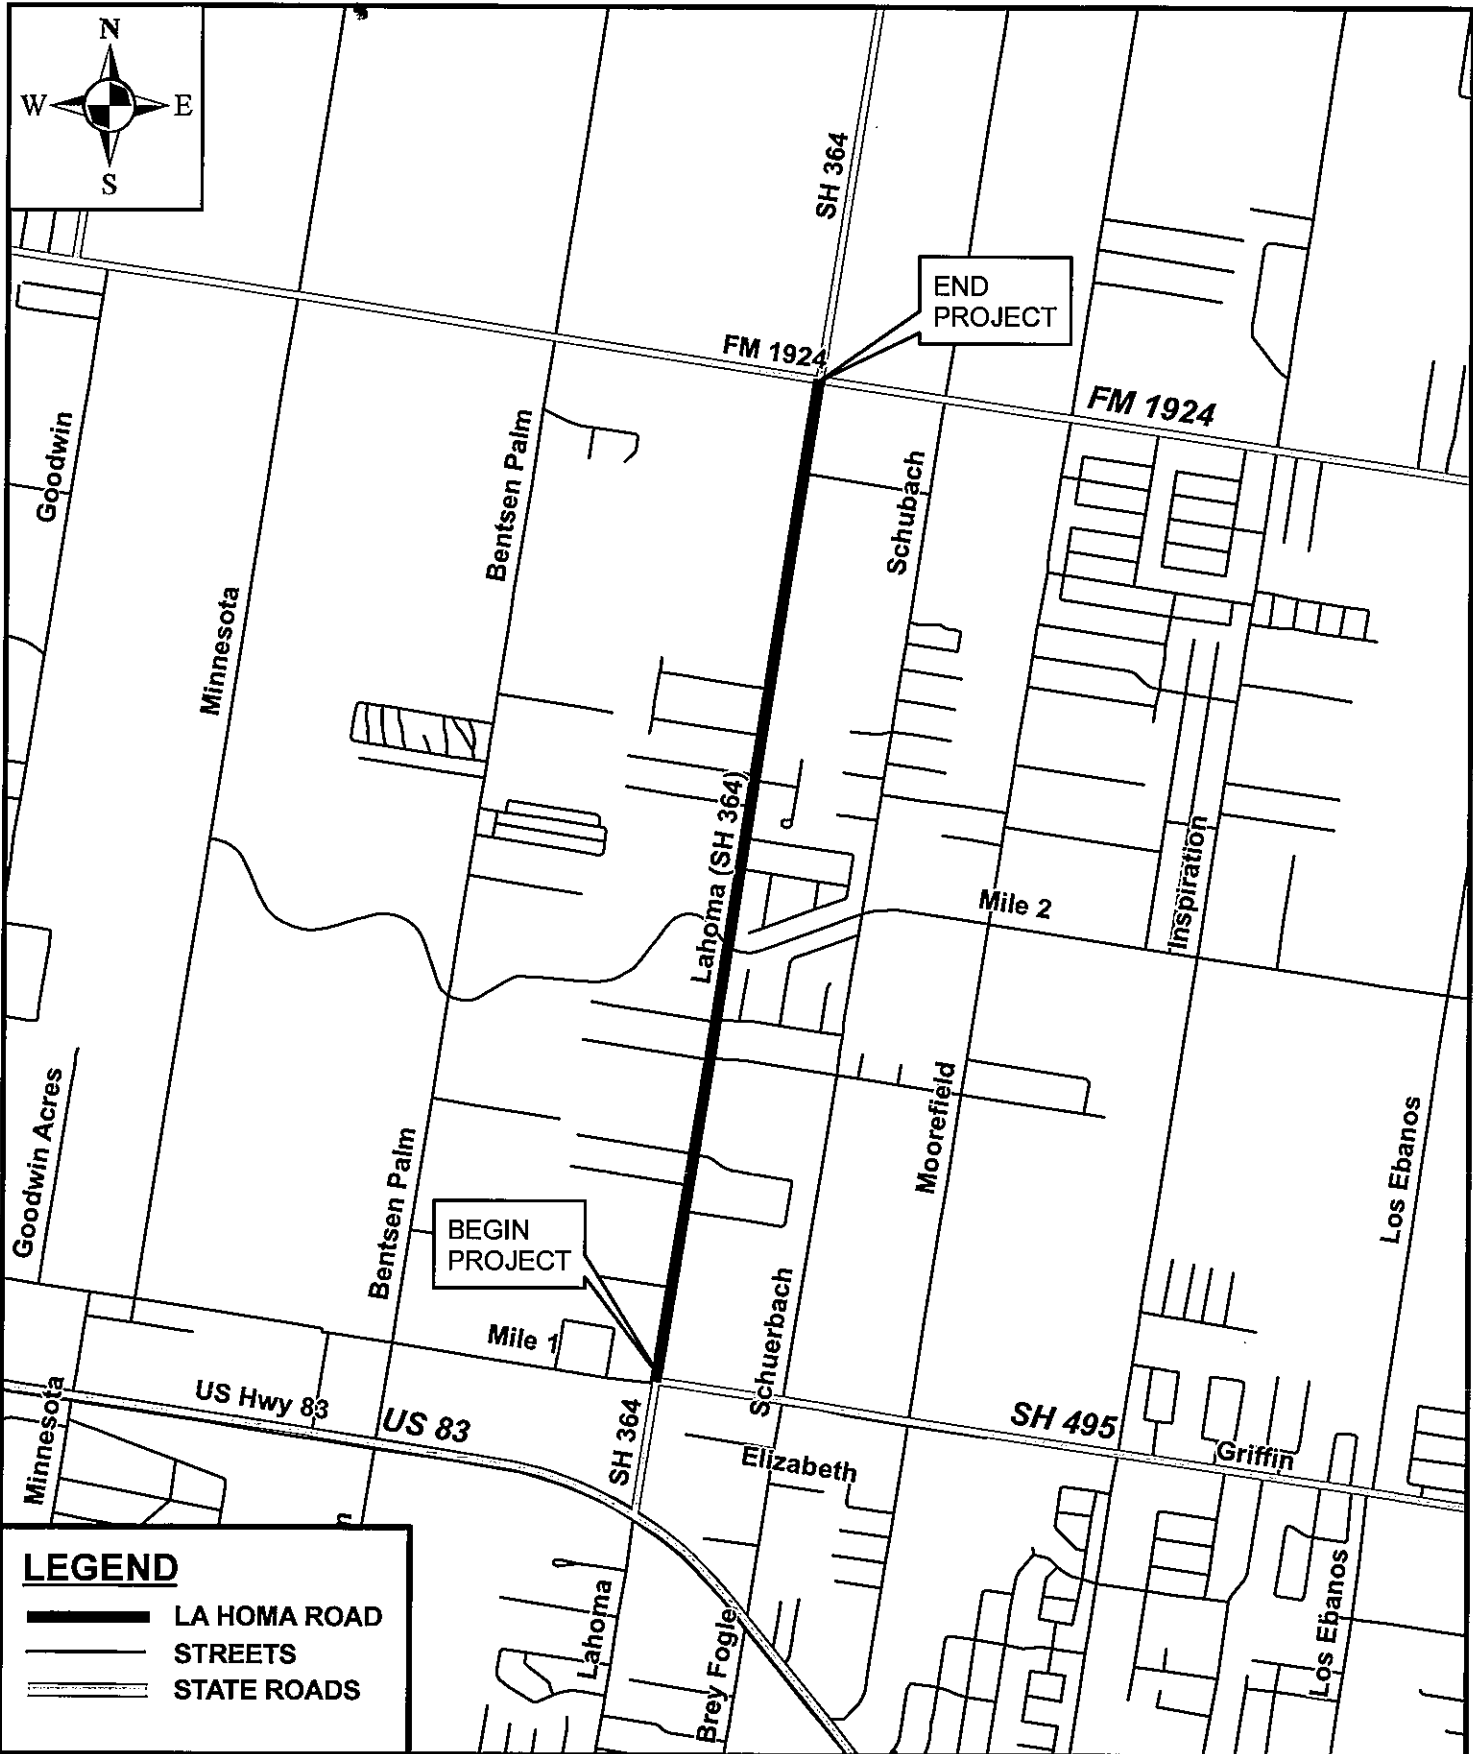 N
W E
S
SH 364
END
PROJECT
FM 1924
FM 1924
Goodwin
Bentsen Palm
Schubach
Minnesota
Lahoma (SH 364)
Mile 2
Inspiration
Goodwin Acres
Moorefield
Los Ebanos
Bentsen Palm
BEGIN
PROJECT
Mile 1
Schuerbach
Minnesota
US Hwy 83
US 83
SH 364
SH 495
Griffin
Elizabeth
Lahoma
Brey Fogle
Los Ebanos
LEGEND
LA HOMA ROAD
STREETS
STATE ROADS